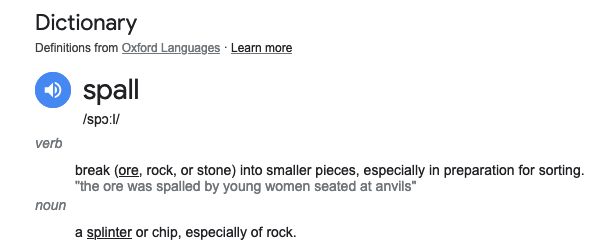 Dictionary
Definitions from Oxford Languages · Learn more
spall
/spɔːl/
verb
break (ore, rock, or stone) into smaller pieces, especially in preparation for sorting.
"the ore was spalled by young women seated at anvils"
noun
a splinter or chip, especially of rock.